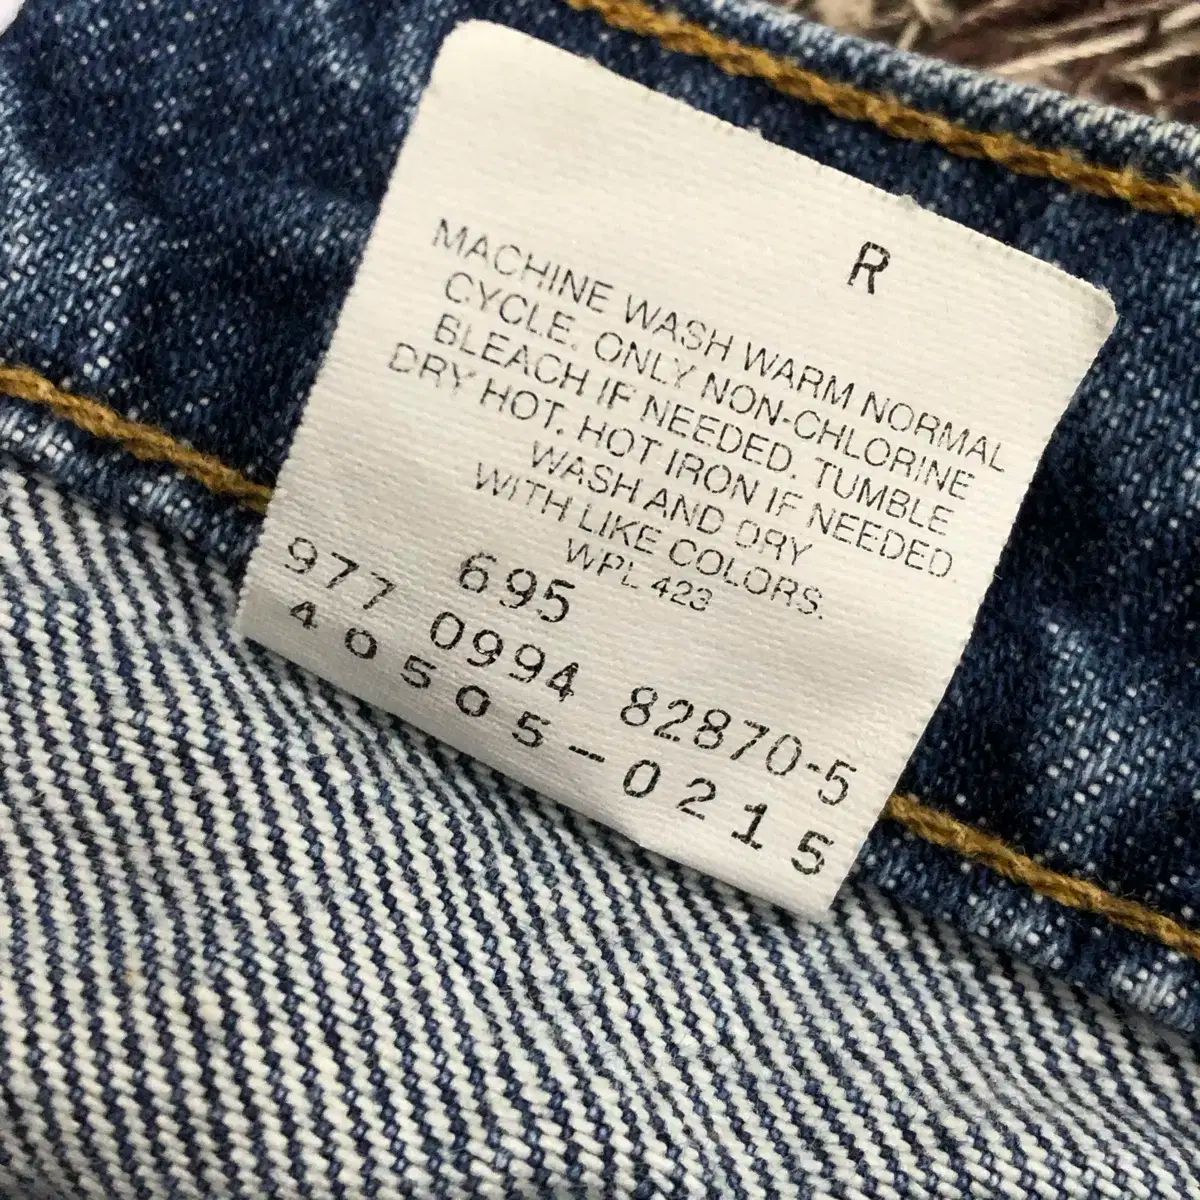 R
MACHINE WASH WARM NORMAL
CYCLE. ONLY NON-CHLORINE
BLEACH IF NEEDED. TUMBLE
DRY HOT. HOT IRON IF NEEDED
WASH AND DRY
WITH LIKE COLORS.
WPL 423
695
977 0994 82870-5
40505-0215